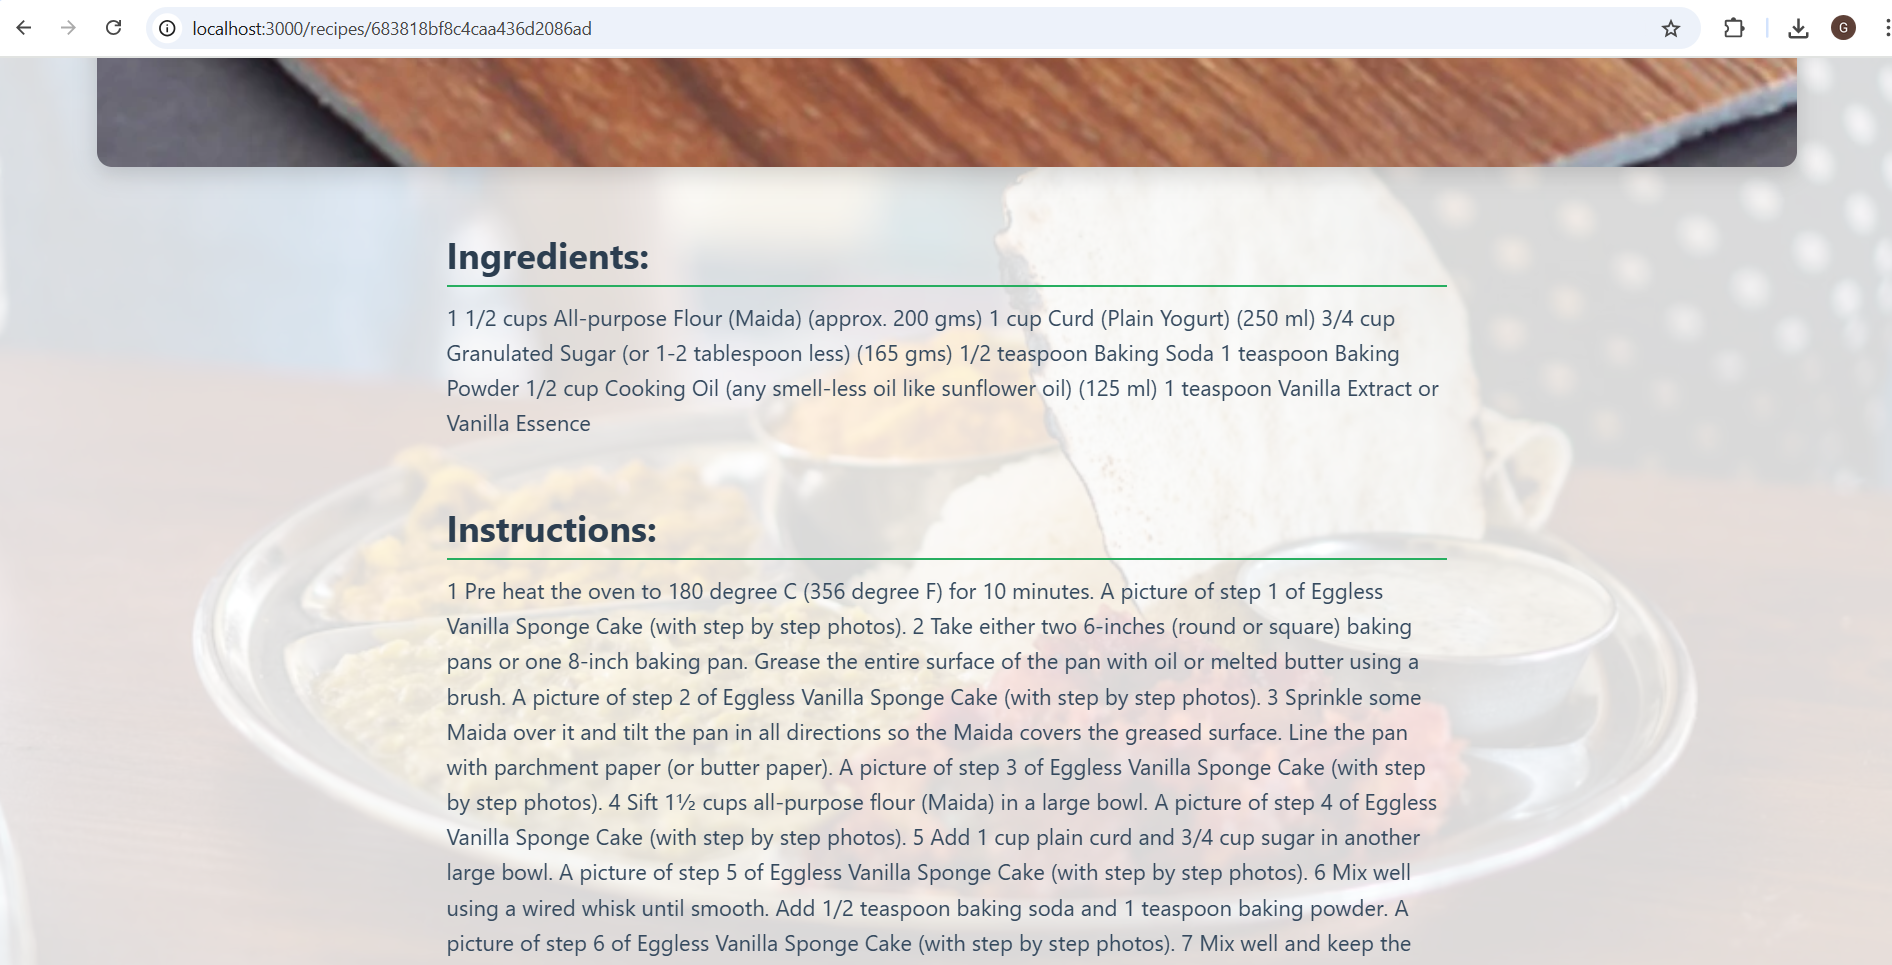 localhost:3000/recipes/683818bf8c4caa436d2086ad
G
Ingredients:
1 1/2 cups All-purpose Flour (Maida) (approx. 200 gms) 1 cup Curd (Plain Yogurt) (250 ml) 3/4 cup
Granulated Sugar (or 1-2 tablespoon less) (165 gms) 1/2 teaspoon Baking Soda 1 teaspoon Baking
Powder 1/2 cup Cooking Oil (any smell-less oil like sunflower oil) (125 ml) 1 teaspoon Vanilla Extract or
Vanilla Essence
Instructions:
1 Pre heat the oven to 180 degree C (356 degree F) for 10 minutes. A picture of step 1 of Eggless
Vanilla Sponge Cake (with step by step photos). 2 Take either two 6-inches (round or square) baking
pans or one 8-inch baking pan. Grease the entire surface of the pan with oil or melted butter using a
brush. A picture of step 2 of Eggless Vanilla Sponge Cake (with step by step photos). 3 Sprinkle some
Maida over it and tilt the pan in all directions so the Maida covers the greased surface. Line the pan
with parchment paper (or butter paper). A picture of step 3 of Eggless Vanilla Sponge Cake (with step
by step photos). 4 Sift 1½ cups all-purpose flour (Maida) in a large bowl. A picture of step 4 of Eggless
Vanilla Sponge Cake (with step by step photos). 5 Add 1 cup plain curd and 3/4 cup sugar in another
large bowl. A picture of step 5 of Eggless Vanilla Sponge Cake (with step by step photos). 6 Mix well
using a wired whisk until smooth. Add 1/2 teaspoon baking soda and 1 teaspoon baking powder. A
picture of step 6 of Eggless Vanilla Sponge Cake (with step by step photos). 7 Mix well and keep the